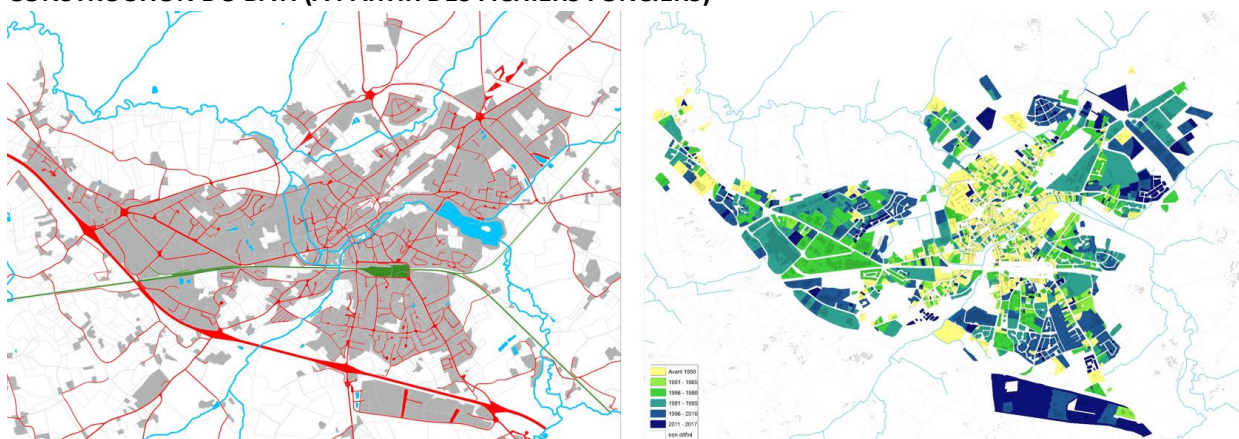 CONSTRUCTION DU BATI (A PARTIR DES FICHIERS FONCIERS)
Avant 1950
1951 - 1965
1966 - 1980
1981 - 1995
1996 - 2010
2011 - 2017
non défini